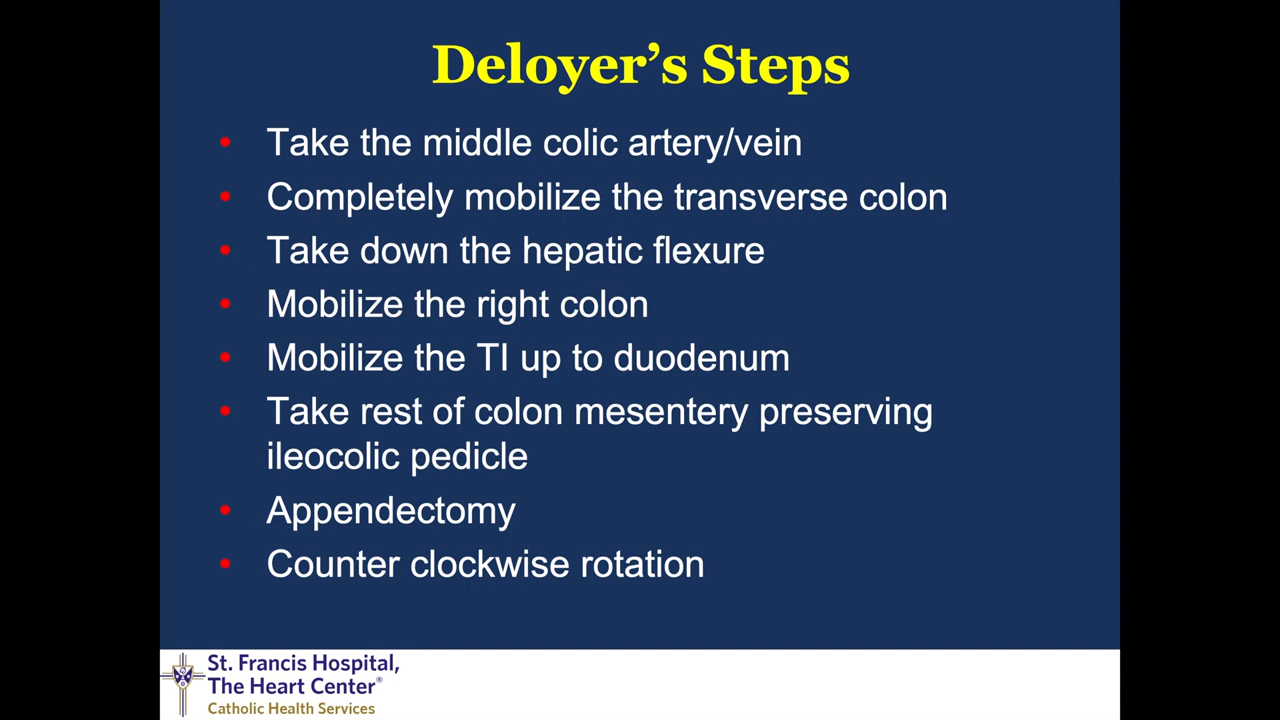 Deloyer’s Steps
• Take the middle colic artery/vein
• Completely mobilize the transverse colon
• Take down the hepatic flexure
• Mobilize the right colon
• Mobilize the TI up to duodenum
• Take rest of colon mesentery preserving
ileocolic pedicle
• Appendectomy
• Counter clockwise rotation
St. Francis Hospital,
The Heart Center®
Catholic Health Services